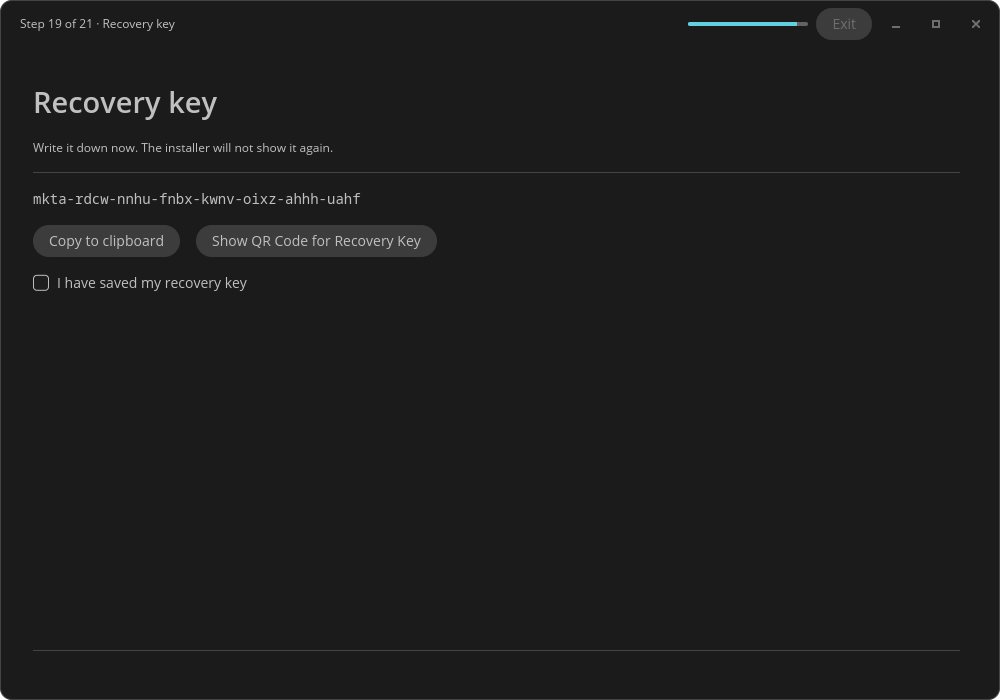 Step 19 of 21 · Recovery key
Exit
Recovery key
Write it down now. The installer will not show it again.
mkta-rdcw-nnhu-fnbx-kwnv-oixz-ahhh-uahf
Copy to clipboard
Show QR Code for Recovery Key
I have saved my recovery key